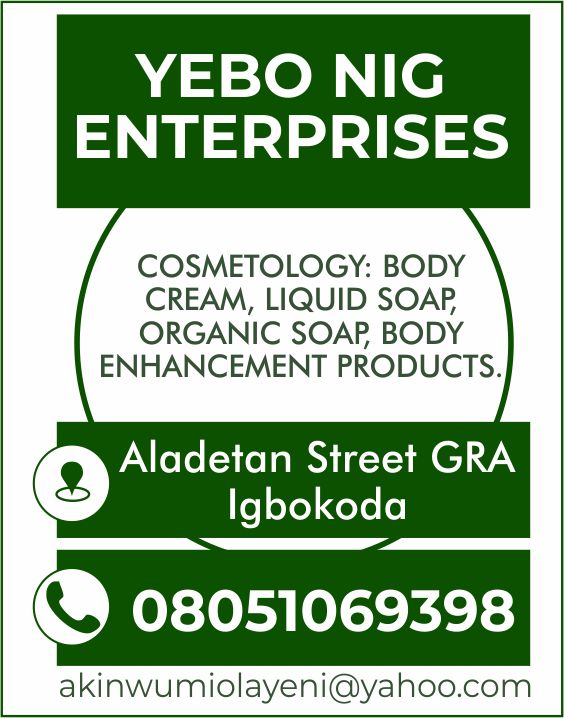 YEBO NIG
ENTERPRISES
COSMETOLOGY: BODY
CREAM, LIQUID SOAP,
ORGANIC SOAP, BODY
ENHANCEMENT PRODUCTS.
Aladetan Street GRA
Igbokoda
08051069398
akinwumiolayeni@yahoo.com